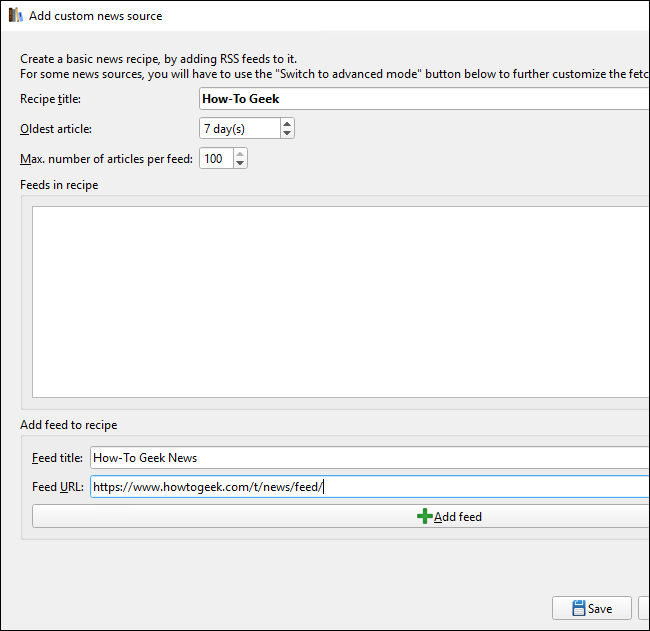 Add custom news source
Create a basic news recipe, by adding RSS feeds to it.
For some news sources, you will have to use the "Switch to advanced mode" button below to further customize the fetc
Recipe title: How-To Geek
Oldest article: 7 day(s)
Max. number of articles per feed: 100
Feeds in recipe
Add feed to recipe
Feed title: How-To Geek News
Feed URL: https://www.howtogeek.com/t/news/feed/
Add feed
Save